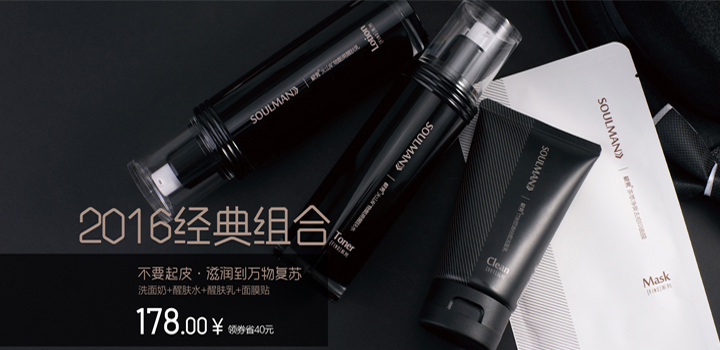 SOULMAN
Lotion
SOULMAN
Toner
SOULMAN
Clean
SOULMAN
Mask
2016经典组合
不要起皮·滋润到万物复苏
洗面奶+醒肤水+醒肤乳+面膜贴
178.00￥ 领券省40元